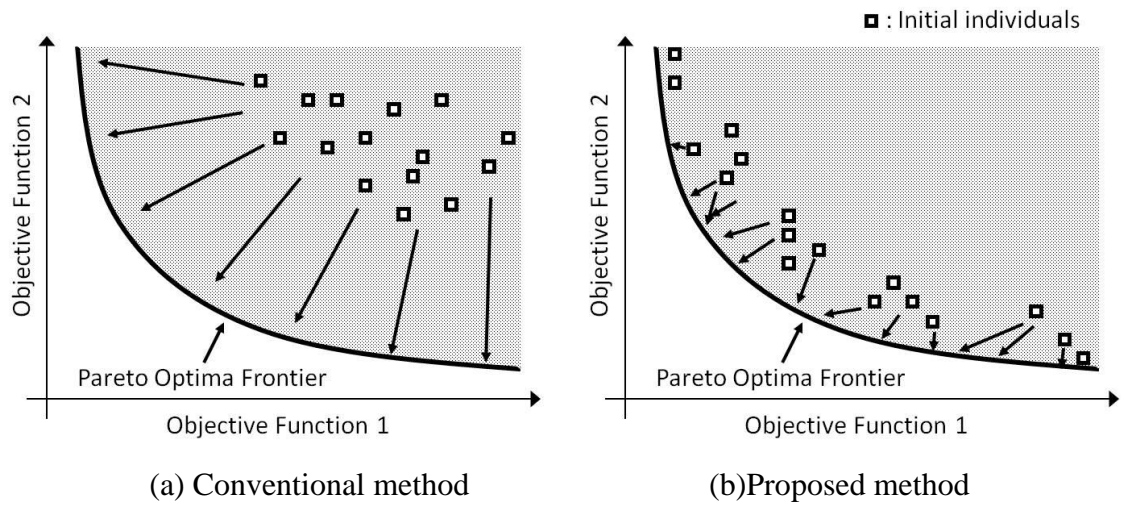 : Initial individuals
Objective Function 2
Pareto Optima Frontier
Objective Function 1
(a) Conventional method
Objective Function 2
Pareto Optima Frontier
Objective Function 1
(b)Proposed method